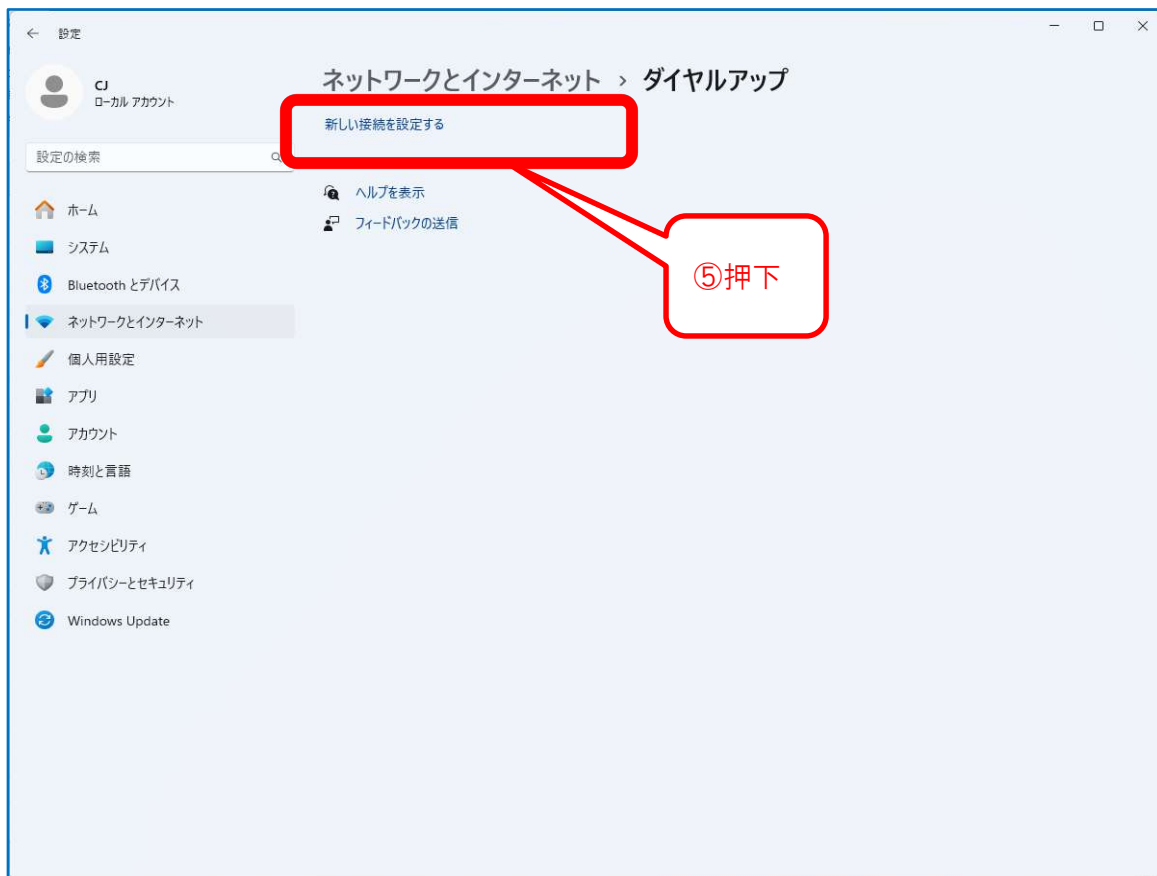 設定
CJ
ローカル アカウント
設定の検索
ホーム
システム
Bluetooth とデバイス
ネットワークとインターネット
個人用設定
アプリ
アカウント
時刻と言語
ゲーム
アクセシビリティ
プライバシーとセキュリティ
Windows Update
ネットワークとインターネット › ダイヤルアップ
新しい接続を設定する
ヘルプを表示
フィードバックの送信
⑤押下